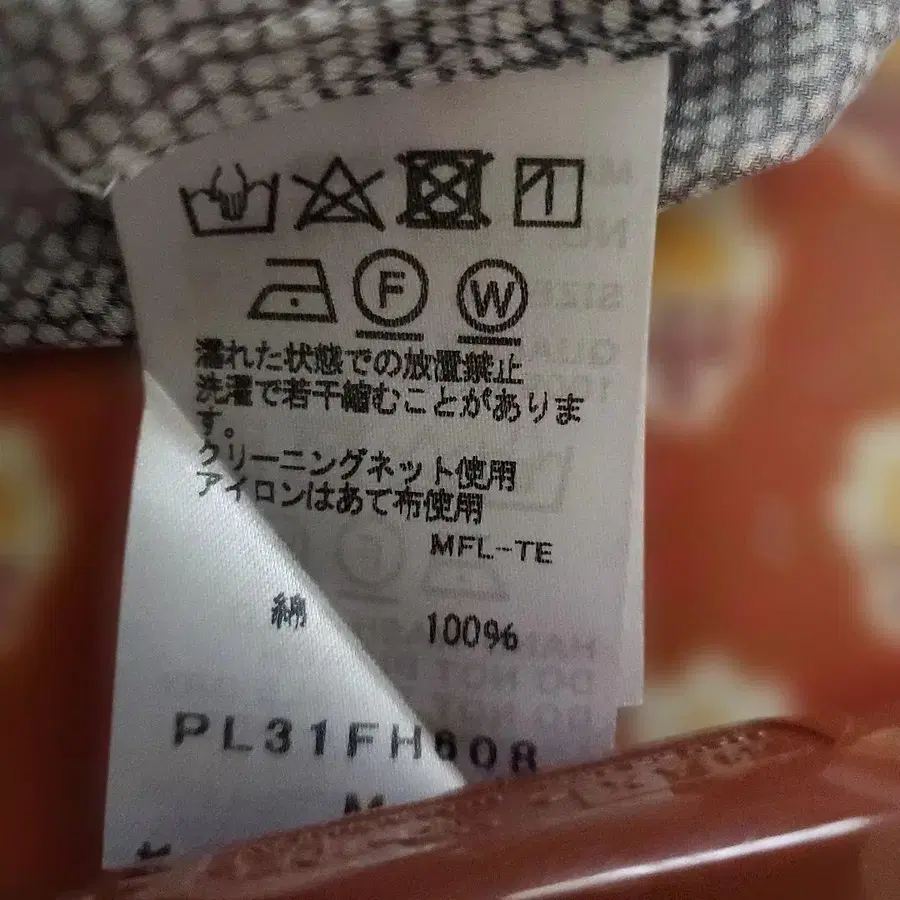 F W
濡れた状態での放置禁止
洗濯で若干縮むことがありま
す。
クリーニングネット使用
アイロンはあて布使用
MFL-TE
綿 100%
PL31FH608
M